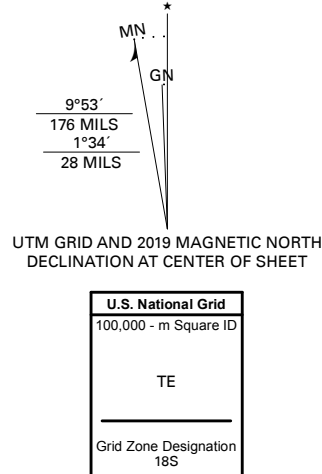 ★
MN
GN
9°53´
176 MILS
1°34´
28 MILS
UTM GRID AND 2019 MAGNETIC NORTH
DECLINATION AT CENTER OF SHEET
U.S. National Grid
100,000 - m Square ID
TE
Grid Zone Designation
18S